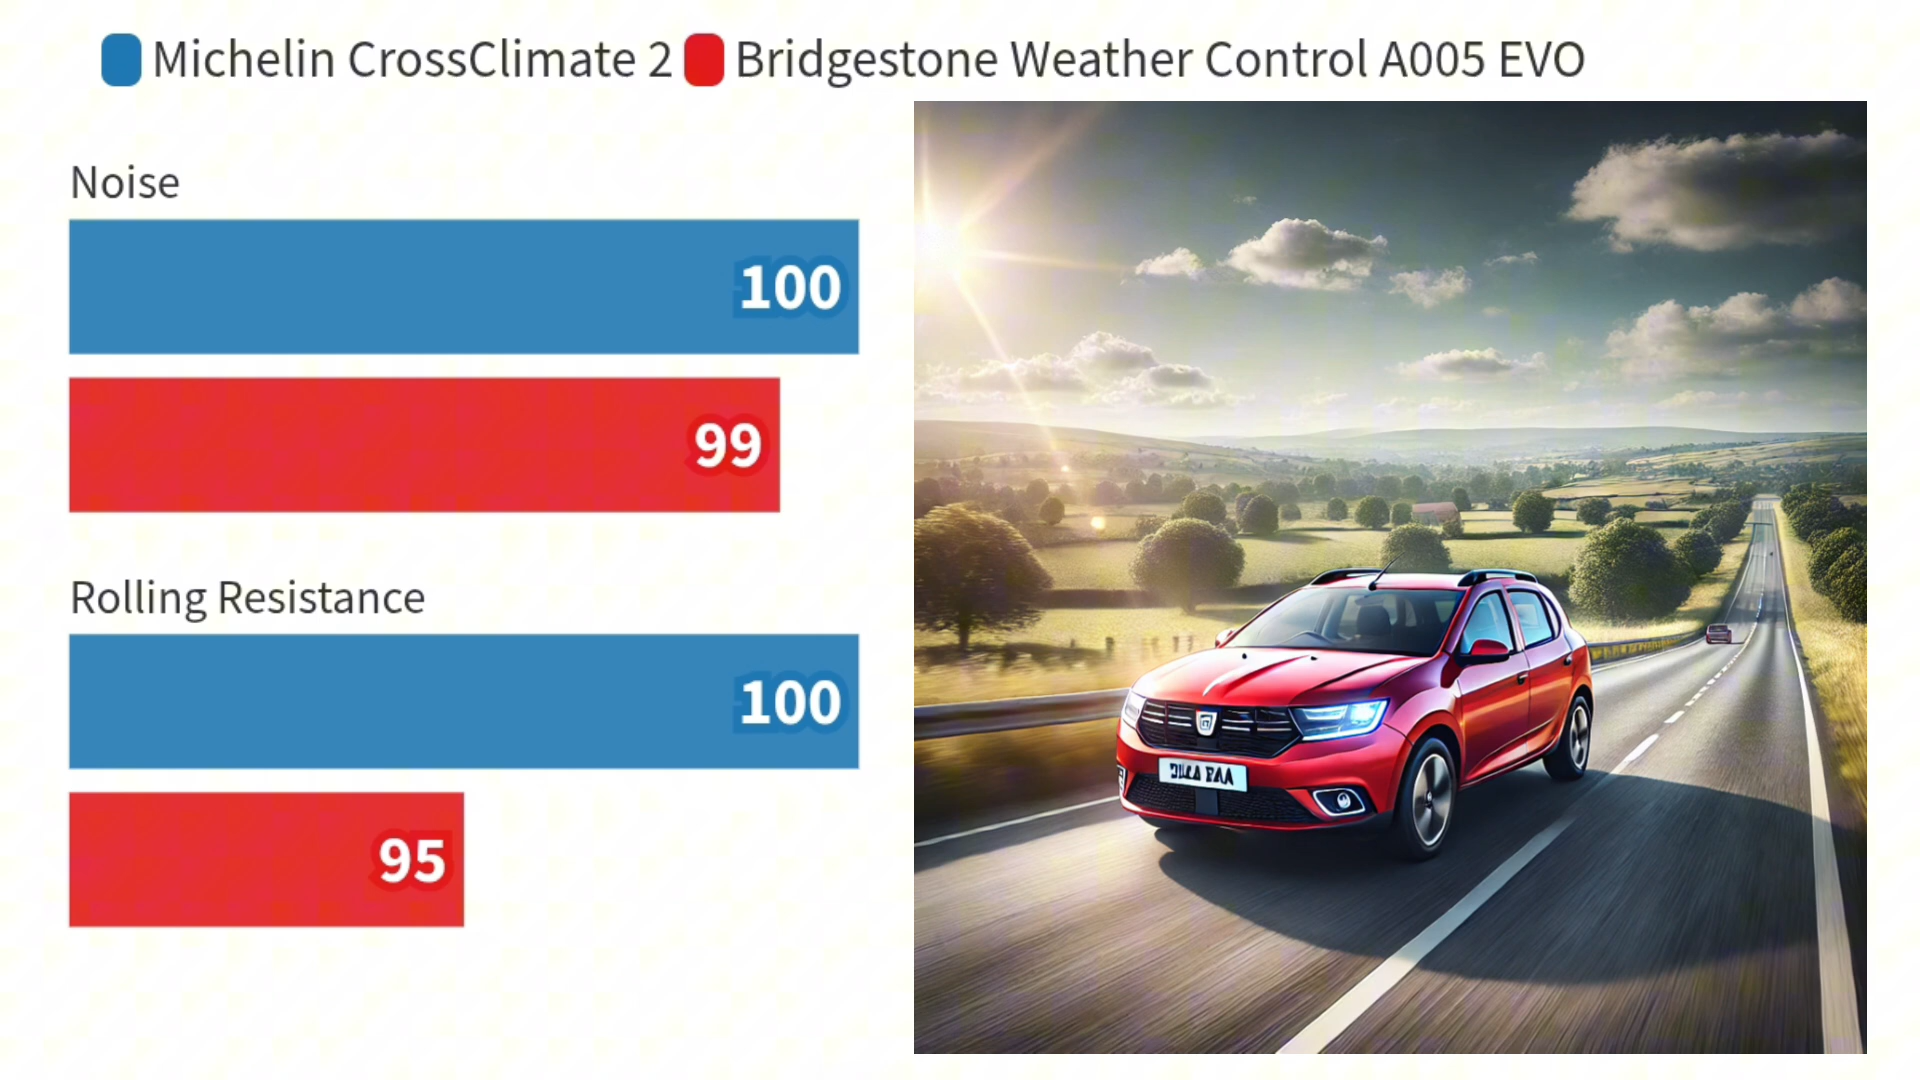 Michelin CrossClimate 2 Bridgestone Weather Control A005 EVO
Noise
100
99
Rolling Resistance
100
95